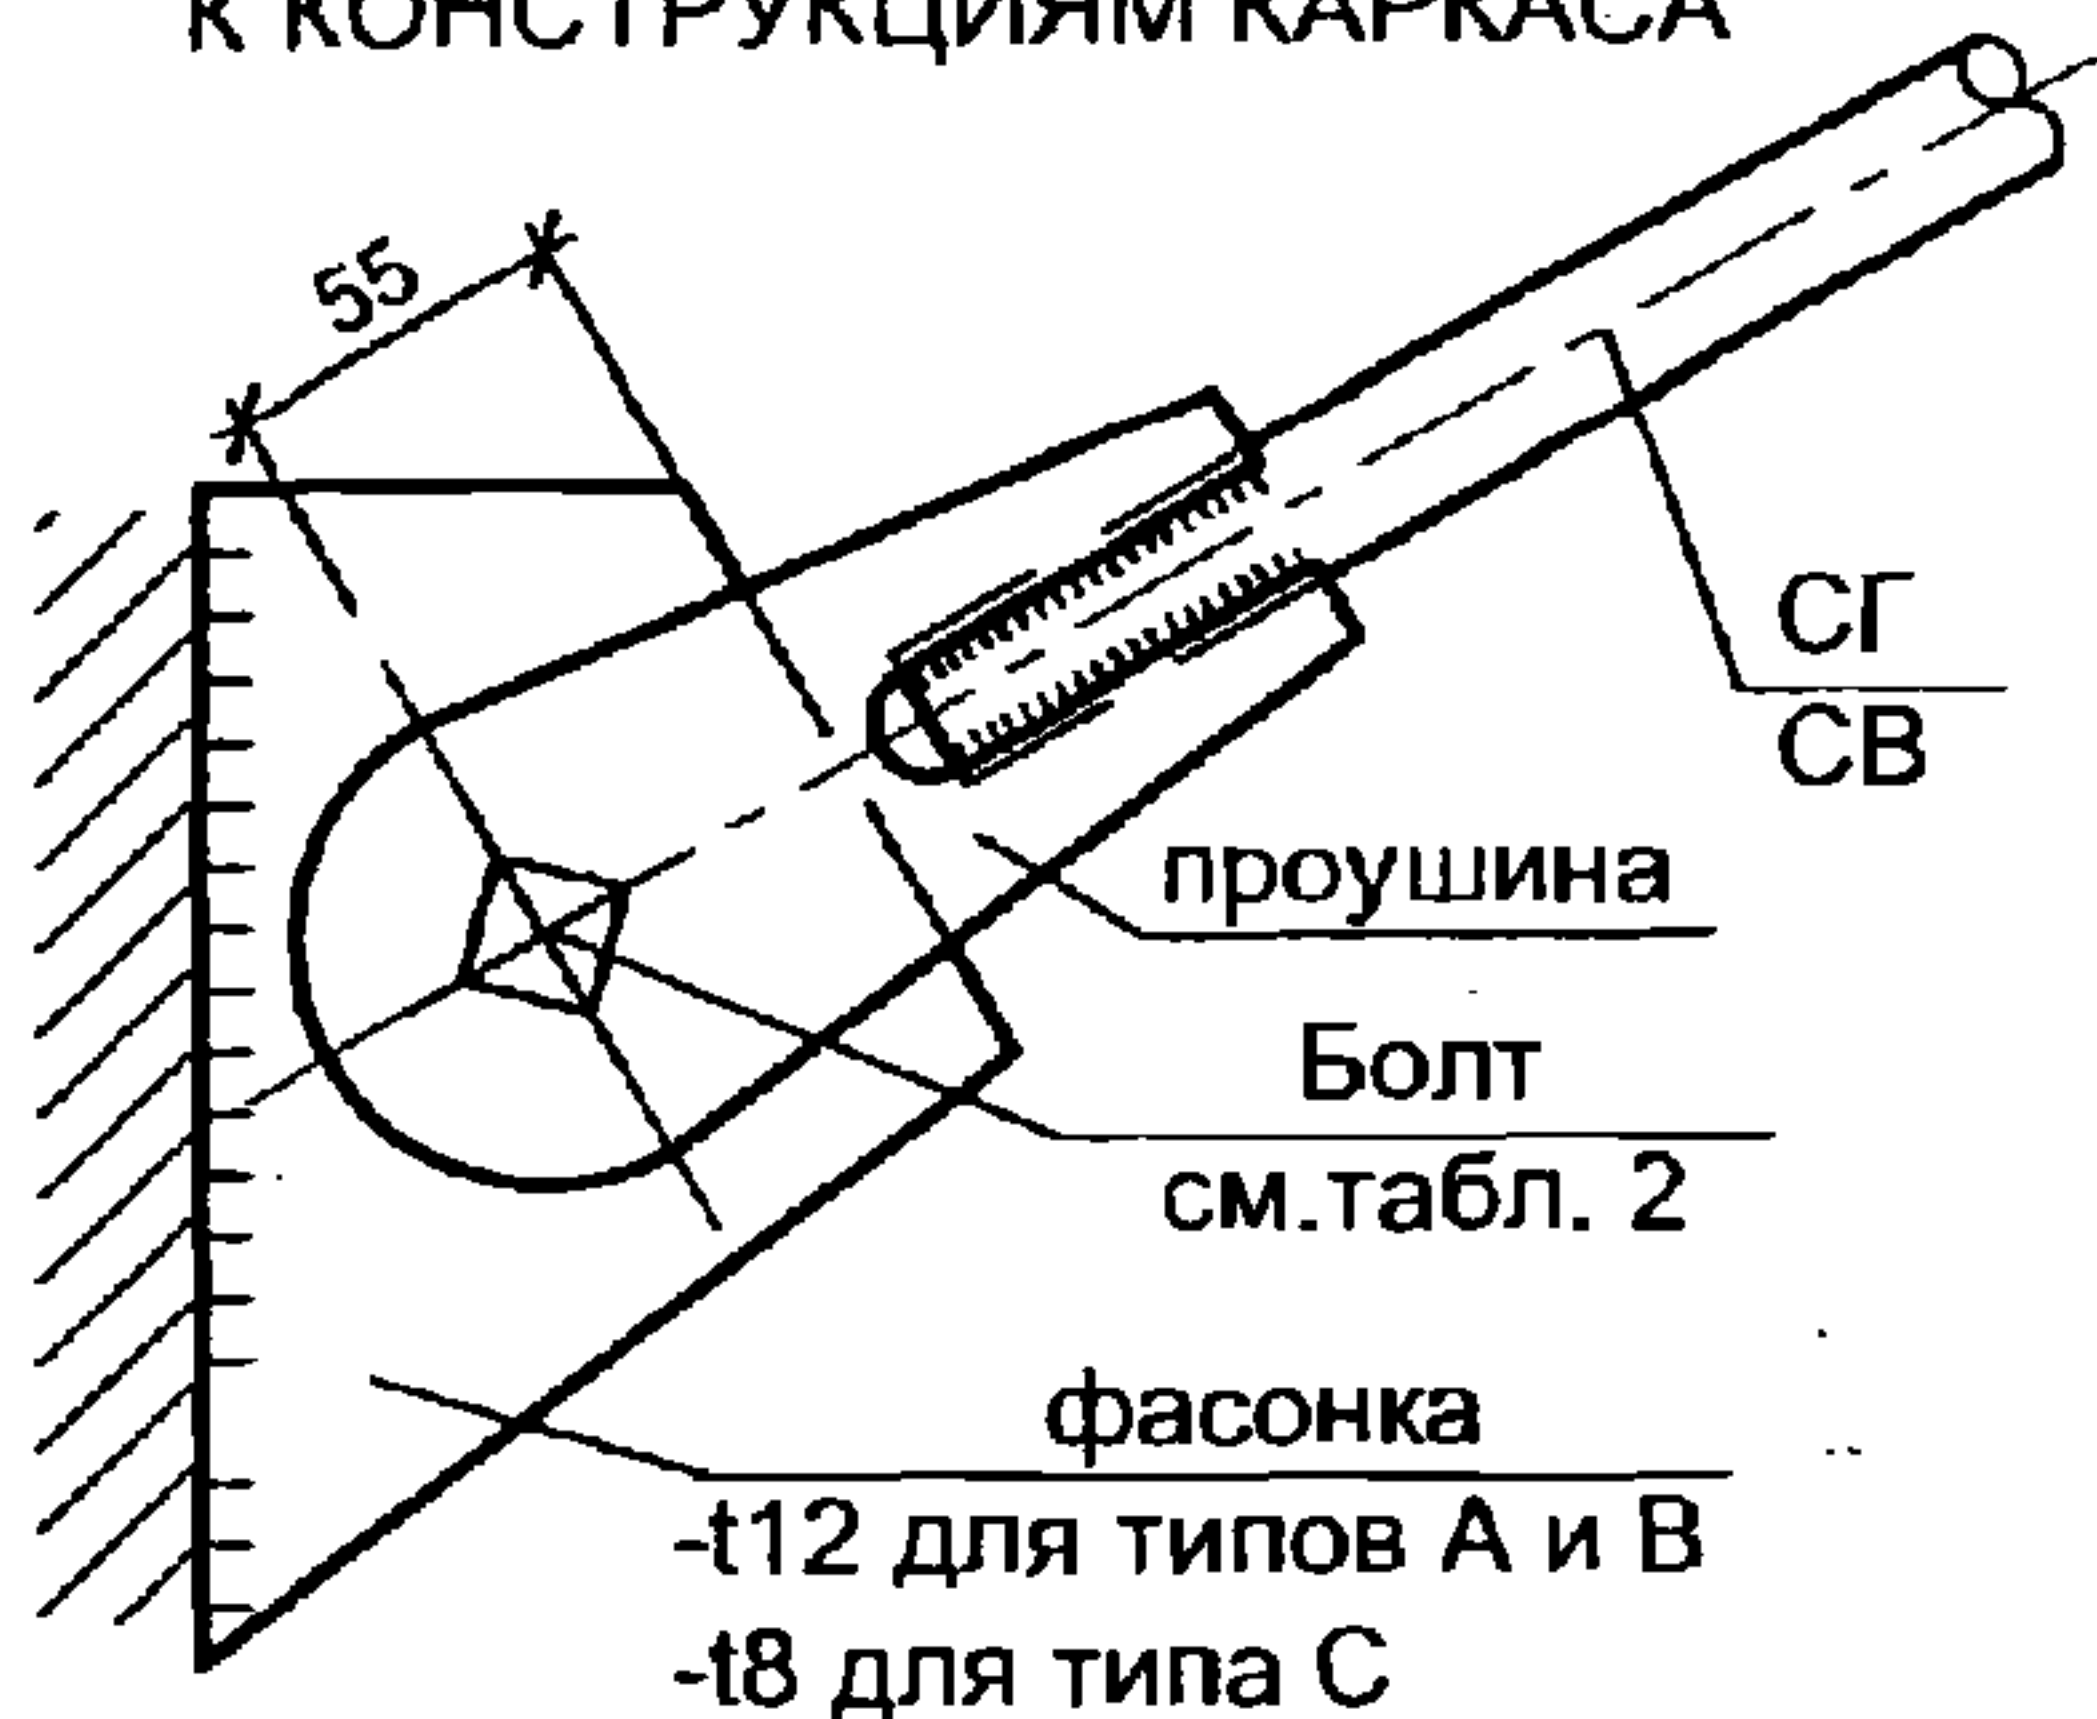 К КОНСТРУКЦИЯМ КАРКАСА
55
СГ
СВ
проушина
Болт
см.табл. 2
фасонка
-t12 для типов А и В
-t8 для типа С